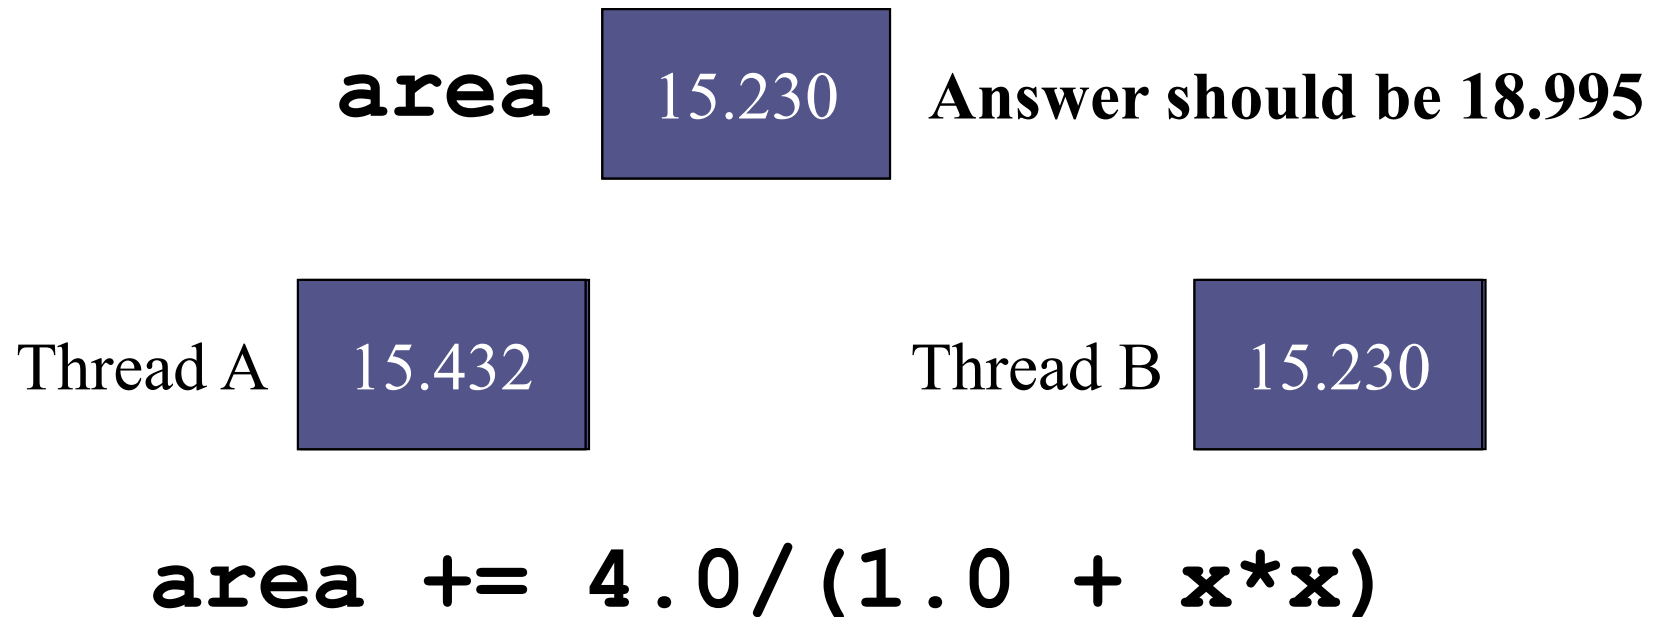 area 15.230 Answer should be 18.995
Thread A 15.432 Thread B 15.230
area += 4.0/(1.0 + x*x)